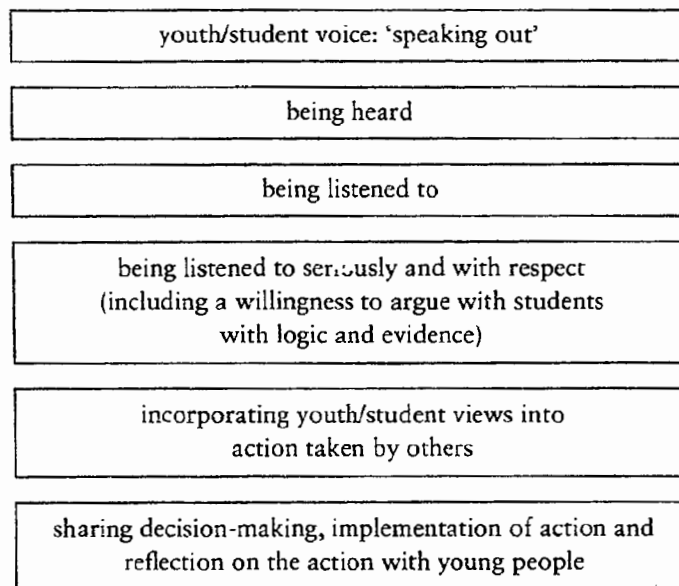 youth/student voice: ‘speaking out’
being heard
being listened to
being listened to seriously and with respect
(including a willingness to argue with students
with logic and evidence)
incorporating youth/student views into
action taken by others
sharing decision-making, implementation of action and
reflection on the action with young people